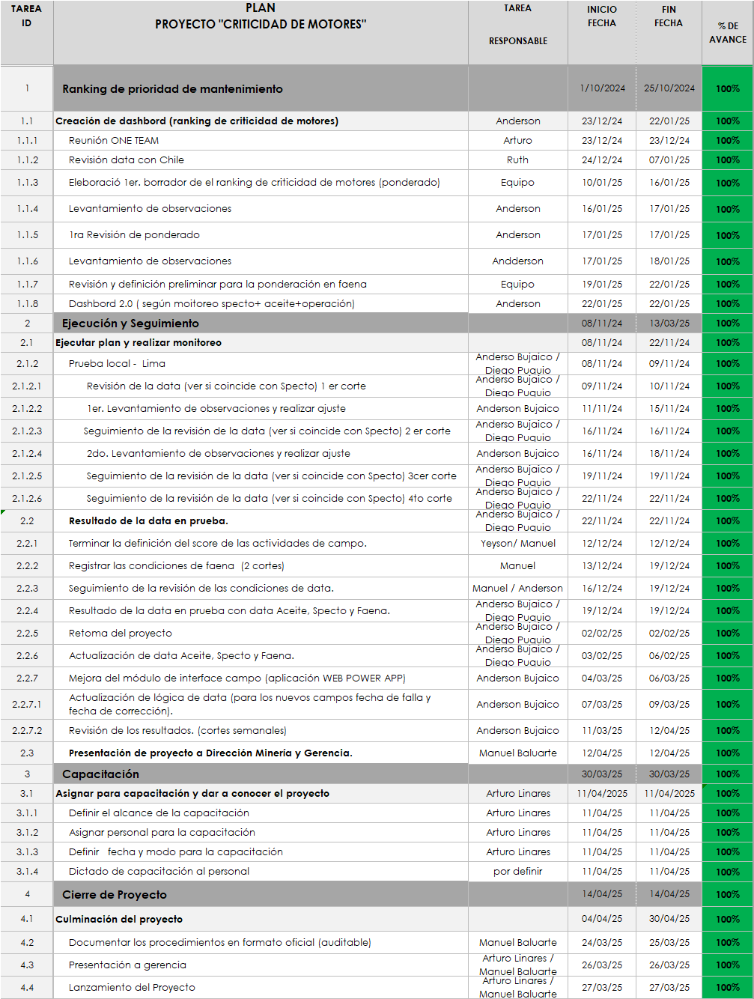 TAREA ID | PLAN PROYECTO "CRITICIDAD DE MOTORES" | TAREA RESPONSABLE | INICIO FECHA | FIN FECHA | % DE AVANCE
1 | Ranking de prioridad de mantenimiento | | 1/10/2024 | 25/10/2024 | 100%
1.1 | Creación de dashbord (ranking de criticidad de motores) | Anderson | 23/12/24 | 22/01/25 | 100%
1.1.1 | Reunión ONE TEAM | Arturo | 23/12/24 | 23/12/24 | 100%
1.1.2 | Revisión data con Chile | Ruth | 24/12/24 | 07/01/25 | 100%
1.1.3 | Eleboració 1er. borrador de el ranking de criticidad de motores (ponderado) | Equipo | 10/01/25 | 16/01/25 | 100%
1.1.4 | Levantamiento de observaciones | Anderson | 16/01/25 | 17/01/25 | 100%
1.1.5 | 1ra Revisión de ponderado | Anderson | 17/01/25 | 17/01/25 | 100%
1.1.6 | Levantamiento de observaciones | Andderson | 17/01/25 | 18/01/25 | 100%
1.1.7 | Revisión y definición preliminar para la ponderación en faena | Equipo | 19/01/25 | 22/01/25 | 100%
1.1.8 | Dashbord 2.0 ( según moitoreo specto+ aceite+operación) | Anderson | 22/01/25 | 22/01/25 | 100%
2 | Ejecución y Seguimiento | | 08/11/24 | 13/03/25 | 100%
2.1 | Ejecutar plan y realizar monitoreo | | 08/11/24 | 22/11/24 | 100%
2.1.2 | Prueba local - Lima | Anderso Bujaico / Diego Puquio | 08/11/24 | 09/11/24 | 100%
2.1.2.1 | Revisión de la data (ver si coincide con Specto) 1 er corte | Anderso Bujaico / Diego Puquio | 09/11/24 | 10/11/24 | 100%
2.1.2.2 | 1er. Levantamiento de observaciones y realizar ajuste | Anderson Bujaico | 11/11/24 | 15/11/24 | 100%
2.1.2.3 | Seguimiento de la revisión de la data (ver si coincide con Specto) 2 er corte | Anderso Bujaico / Diego Puquio | 16/11/24 | 16/11/24 | 100%
2.1.2.4 | 2do. Levantamiento de observaciones y realizar ajuste | Anderson Bujaico | 16/11/24 | 18/11/24 | 100%
2.1.2.5 | Seguimiento de la revisión de la data (ver si coincide con Specto) 3cer corte | Anderso Bujaico / Diego Puquio | 19/11/24 | 19/11/24 | 100%
2.1.2.6 | Seguimiento de la revisión de la data (ver si coincide con Specto) 4to corte | Anderso Bujaico / Diego Puquio | 22/11/24 | 22/11/24 | 100%
2.2 | Resultado de la data en prueba. | Anderso Bujaico / Diego Puquio | 22/11/24 | 22/11/24 | 100%
2.2.1 | Terminar la definición del score de las actividades de campo. | Yeyson/ Manuel | 12/12/24 | 12/12/24 | 100%
2.2.2 | Registrar las condiciones de faena (2 cortes) | Manuel | 13/12/24 | 19/12/24 | 100%
2.2.3 | Seguimiento de la revisión de las condiciones de data. | Manuel / Anderson | 16/12/24 | 19/12/24 | 100%
2.2.4 | Resultado de la data en prueba con data Aceite, Specto y Faena. | Anderso Bujaico / Diego Puquio | 19/12/24 | 19/12/24 | 100%
2.2.5 | Retoma del proyecto | Anderso Bujaico / Diego Puquio | 02/02/25 | 02/02/25 | 100%
2.2.6 | Actualización de data Aceite, Specto y Faena. | Anderso Bujaico / Diego Puquio | 03/02/25 | 06/02/25 | 100%
2.2.7 | Mejora del módulo de interface campo (aplicación WEB POWER APP) | Anderson Bujaico | 04/03/25 | 06/03/25 | 100%
2.2.7.1 | Actualización de lógica de data (para los nuevos campos fecha de falla y fecha de corrección). | Anderson Bujaico | 07/03/25 | 09/03/25 | 100%
2.2.7.2 | Revisión de los resultados. (cortes semanales) | Anderson Bujaico | 11/03/25 | 12/04/25 | 100%
2.3 | Presentación de proyecto a Dirección Minería y Gerencia. | Manuel Baluarte | 12/04/25 | 12/04/25 | 100%
3 | Capacitación | | 30/03/25 | 30/03/25 | 100%
3.1 | Asignar para capacitación y dar a conocer el proyecto | Arturo Linares | 11/04/2025 | 11/04/2025 | 100%
3.1.1 | Definir el alcance de la capacitación | Arturo Linares | 11/04/25 | 11/04/25 | 100%
3.1.2 | Asignar personal para la capacitación | Arturo Linares | 11/04/25 | 11/04/25 | 100%
3.1.3 | Definir fecha y modo para la capacitación | Arturo Linares | 11/04/25 | 11/04/25 | 100%
3.1.4 | Dictado de capacitación al personal | por definir | 11/04/25 | 11/04/25 | 100%
4 | Cierre de Proyecto | | 14/04/25 | 14/04/25 | 100%
4.1 | Culminación del proyecto | | 04/04/25 | 30/04/25 | 100%
4.2 | Documentar los procedimientos en formato oficial (auditable) | Manuel Baluarte | 24/03/25 | 25/03/25 | 100%
4.3 | Presentación a gerencia | Arturo Linares / Manuel Baluarte | 26/03/25 | 26/03/25 | 100%
4.4 | Lanzamiento del Proyecto | Arturo Linares / Manuel Baluarte | 27/03/25 | 27/03/25 | 100%